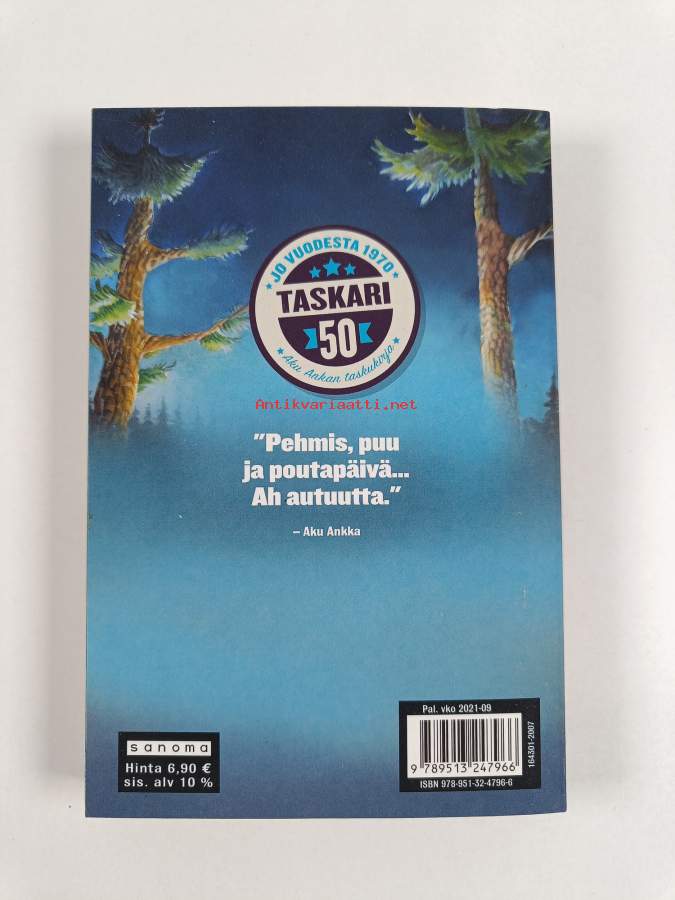 JO VUODESTA 1970
TASKARI
50
Aku Ankan taskukirja
Antikvariaatti.net
"Pehmis, puu
ja poutapäivä...
Ah autuutta."
– Aku Ankka
sanoma
Hinta 6,90 €
sis. alv 10 %
Pal. vko 2021-09
164301-2007
9 789513 247966
ISBN 978-951-32-4796-6